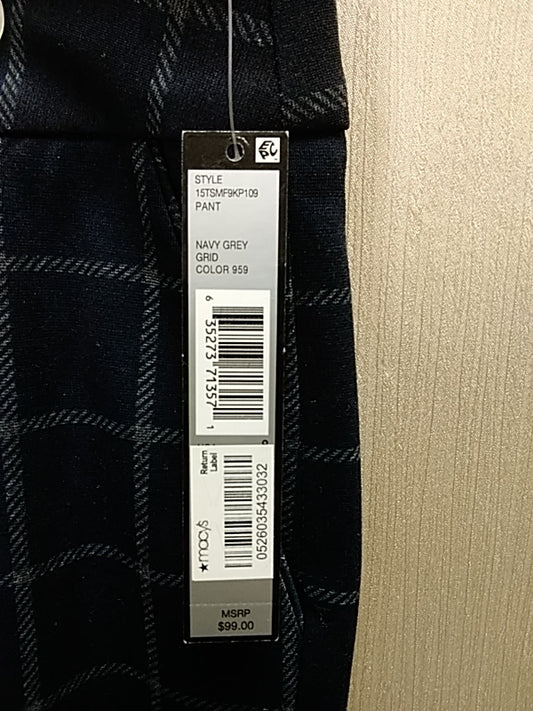 STYLE
15TSMF9KP109
PANT
NAVY GREY
GRID
COLOR 959
6 35273 71357 1
Return
Label
★macy's
0526035433032
MSRP
$99.00